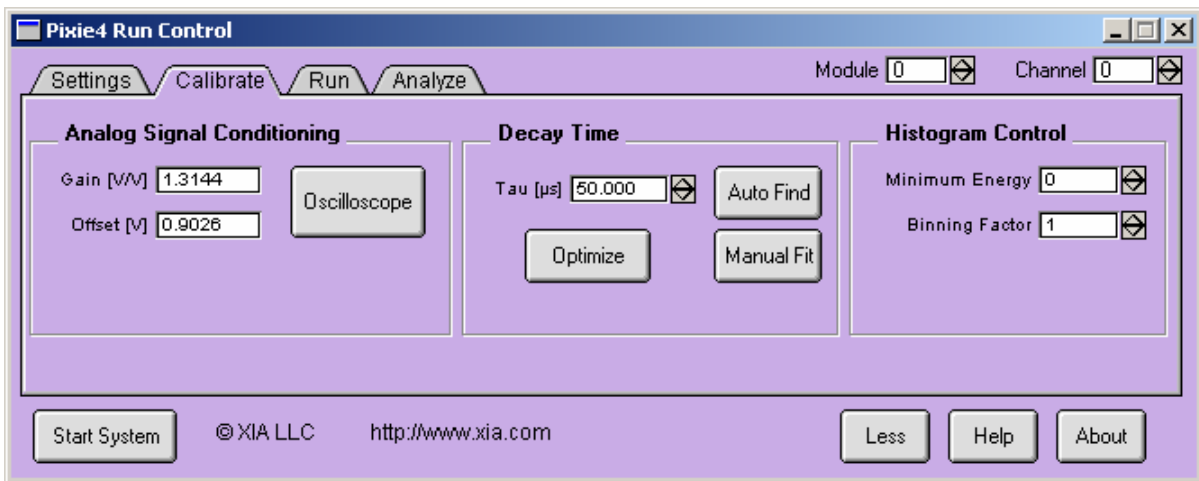 Pixie4 Run Control
Settings Calibrate Run Analyze
Module 0 Channel 0
Analog Signal Conditioning
Gain [V/V] 1.3144
Offset [V] 0.9026
Oscilloscope
Decay Time
Tau [µs] 50.000
Auto Find
Optimize
Manual Fit
Histogram Control
Minimum Energy 0
Binning Factor 1
Start System
© XIA LLC http://www.xia.com
Less Help About